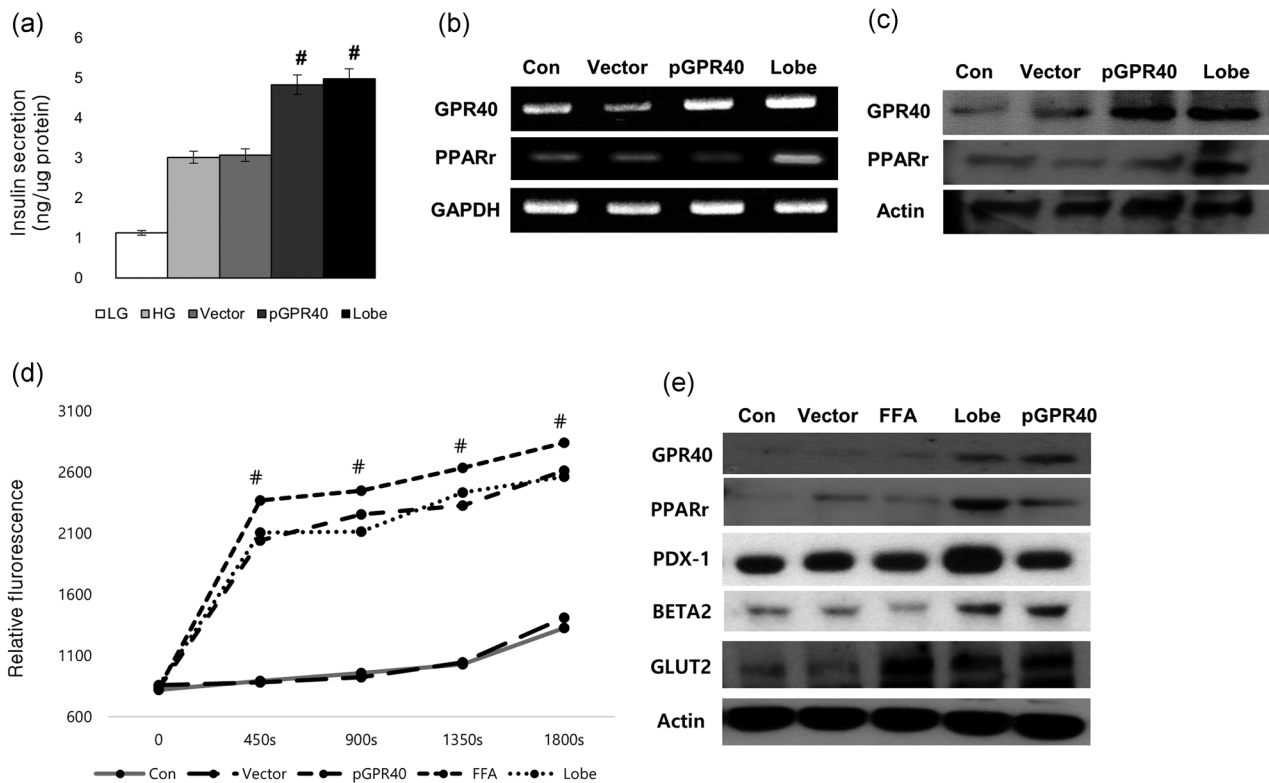 (a)
Insulin secretion
(ng/ug protein)
6
5
4
3
2
1
0
#
#
LG HG Vector pGPR40 Lobe
(b)
Con Vector pGPR40 Lobe
GPR40
PPARr
GAPDH
(c)
Con Vector pGPR40 Lobe
GPR40
PPARr
Actin
(d)
Relative flurorescence
3100
2600
2100
1600
1100
600
#
#
#
#
0 450s 900s 1350s 1800s
Con Vector pGPR40 FFA Lobe
(e)
Con Vector FFA Lobe pGPR40
GPR40
PPARr
PDX-1
BETA2
GLUT2
Actin